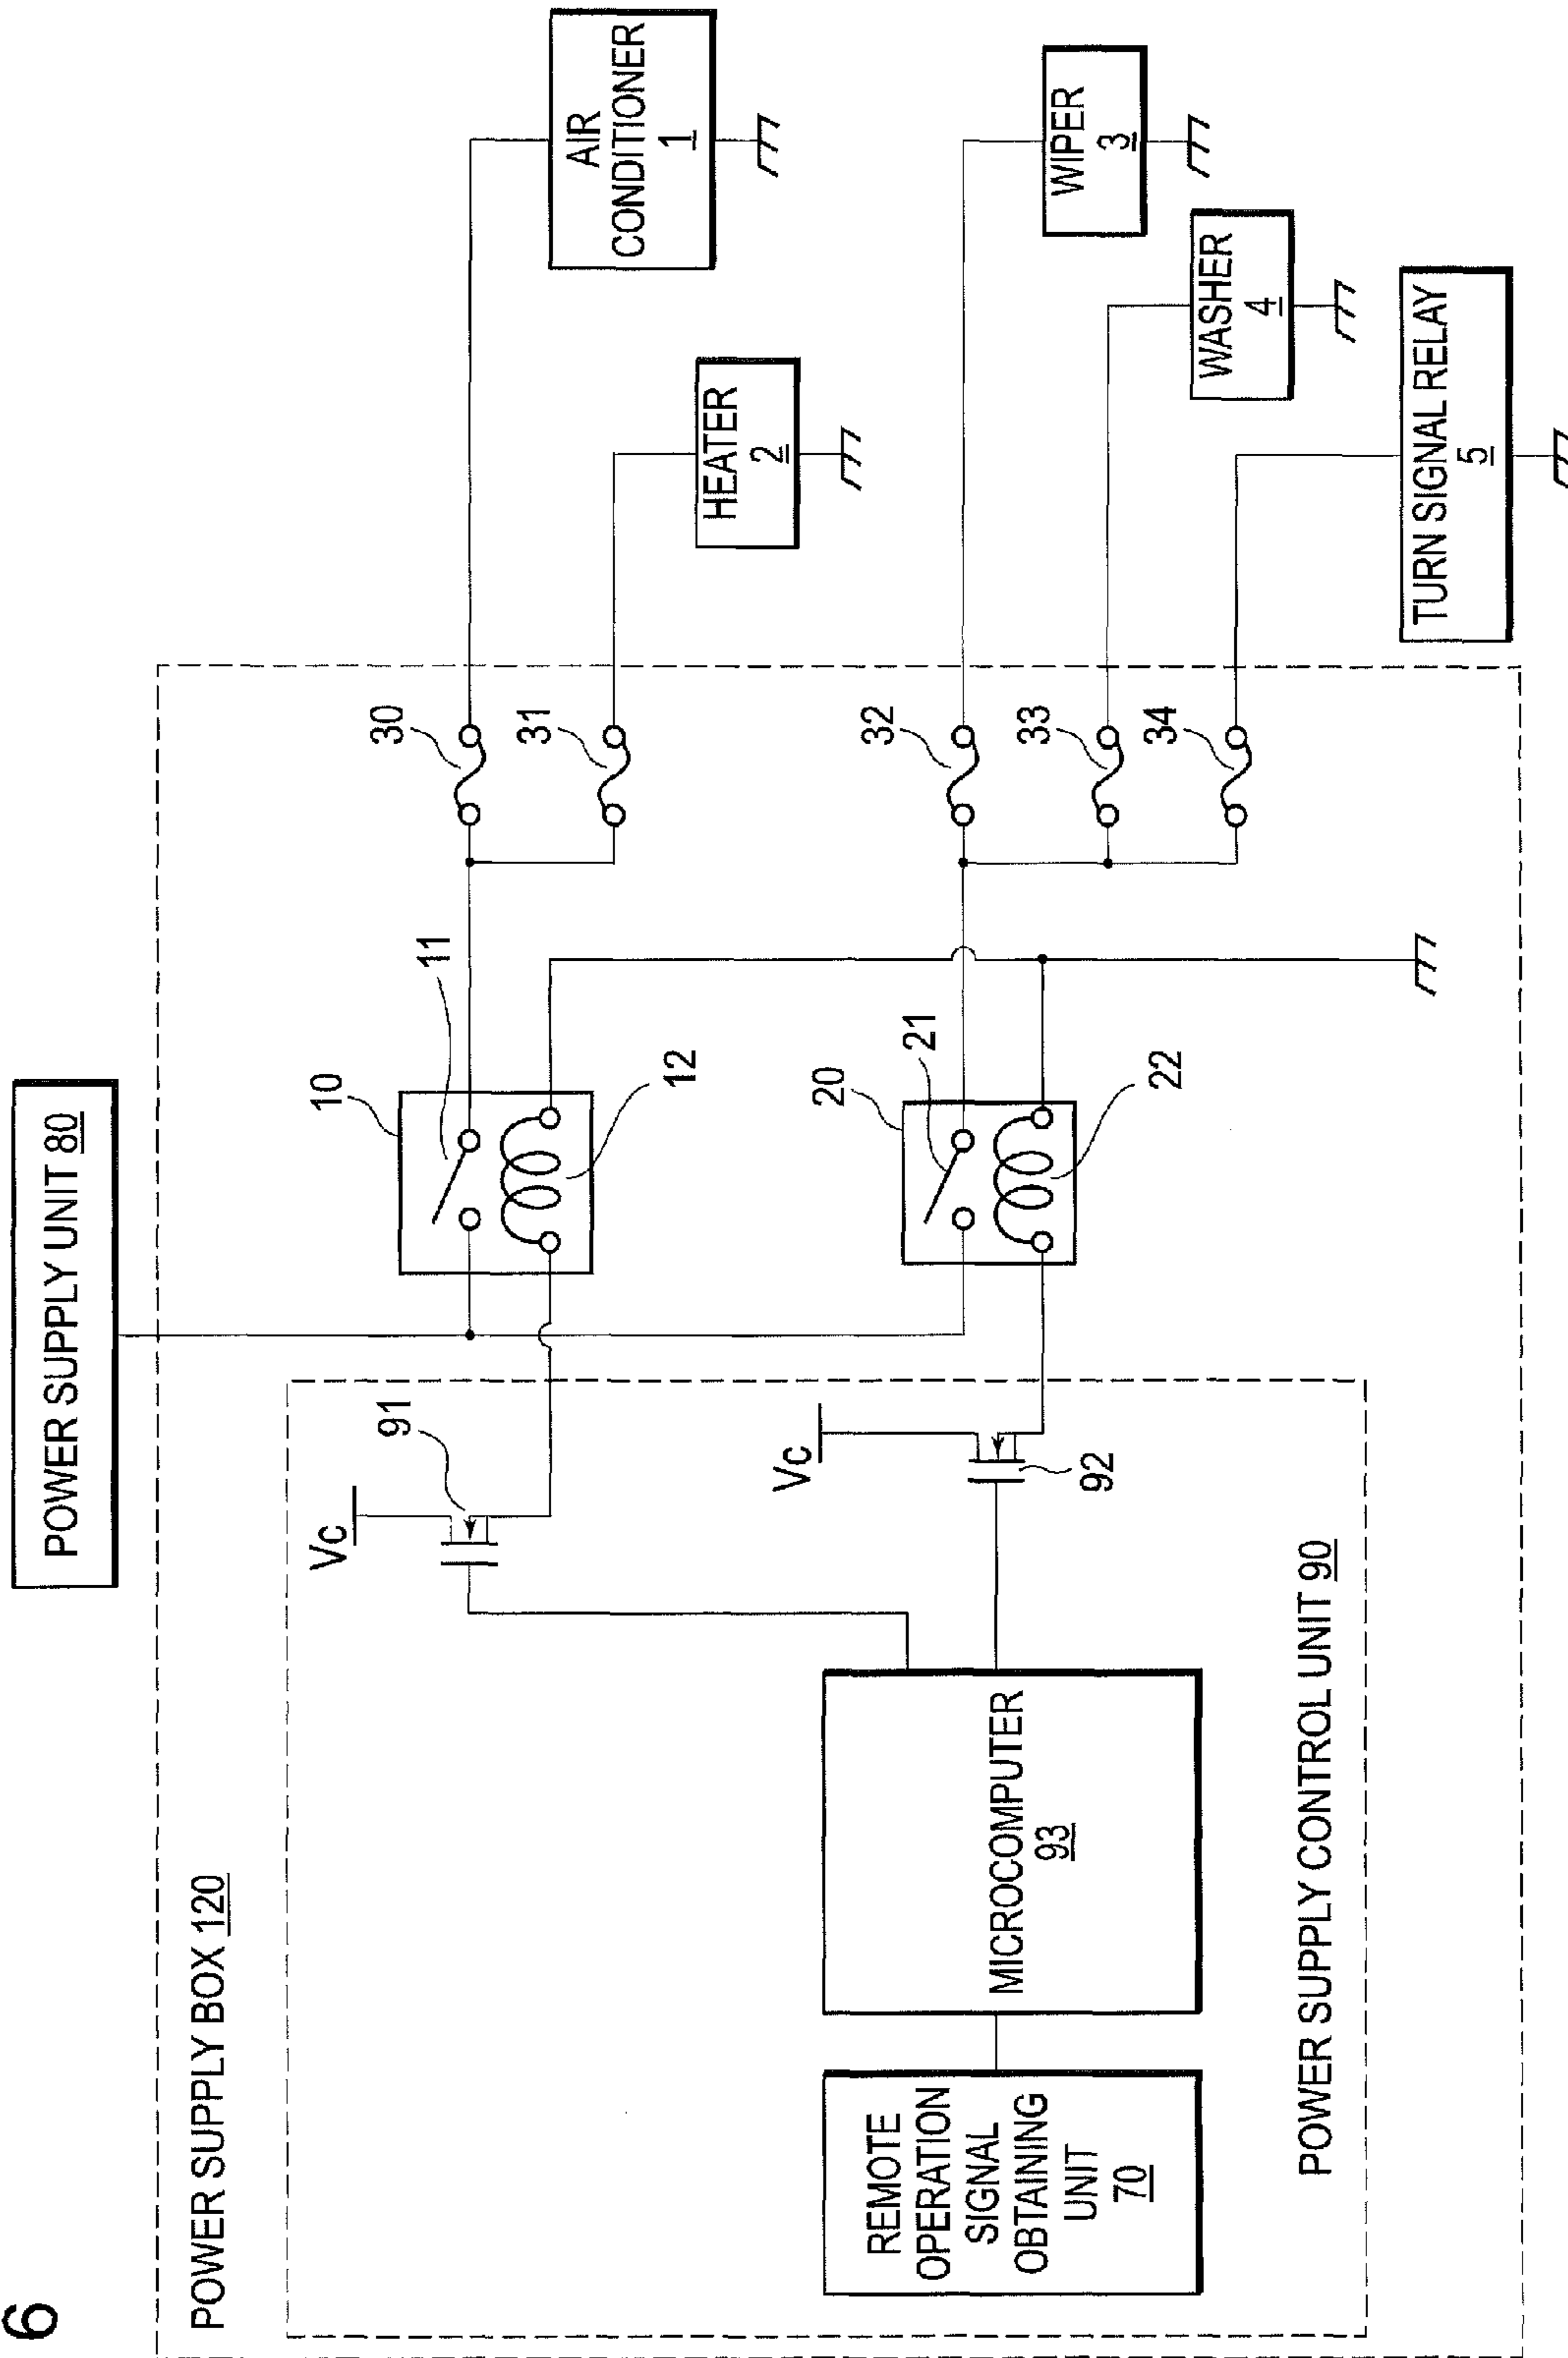 6
POWER SUPPLY UNIT 80
POWER SUPPLY BOX 120
Vc
91
10
11
12
30
31
AIR
CONDITIONER
1
HEATER
2
Vc
92
20
21
22
32
33
34
WIPER
3
WASHER
4
TURN SIGNAL RELAY
5
REMOTE
OPERATION
SIGNAL
OBTAINING
UNIT
70
MICROCOMPUTER
93
POWER SUPPLY CONTROL UNIT 90